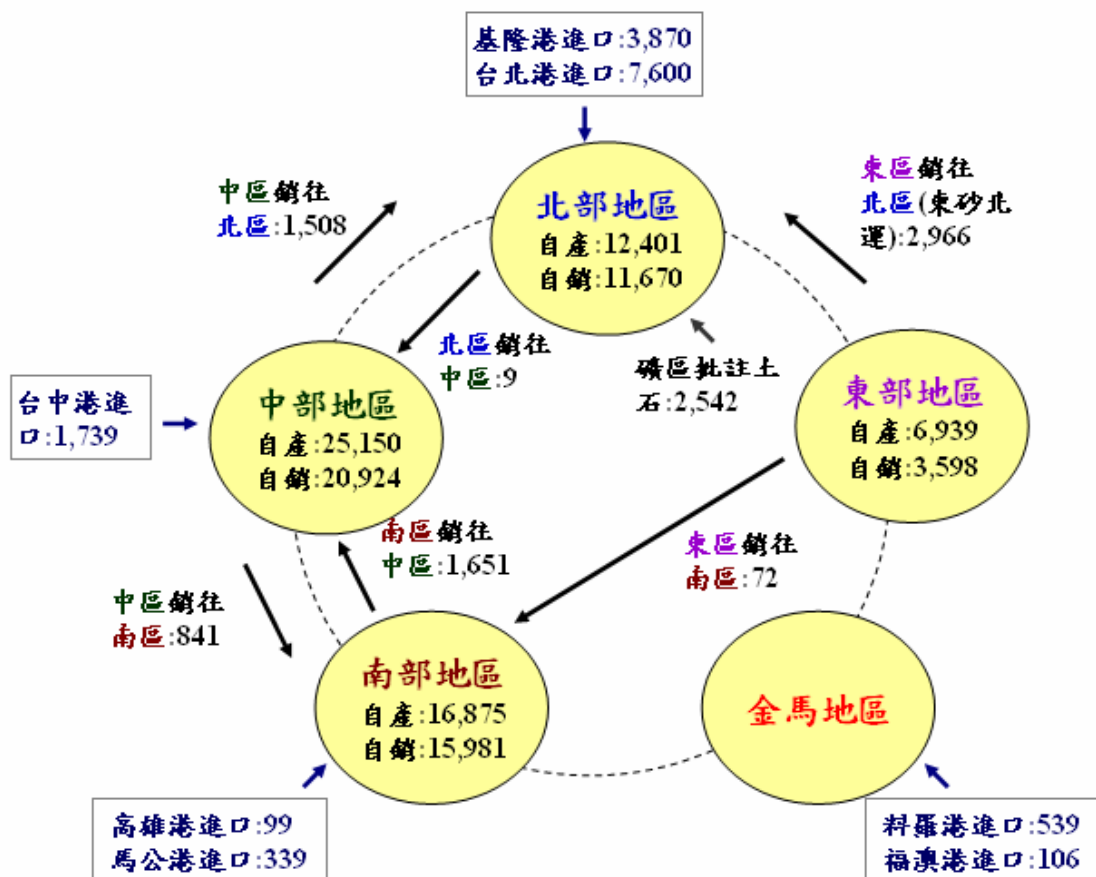 基隆港進口:3,870
台北港進口:7,600
中區銷往
北區:1,508
北部地區
自產:12,401
自銷:11,670
東區銷往
北區(東砂北
運):2,966
北區銷往
中區:9
礦區批註土
石:2,542
台中港進
口:1,739
中部地區
自產:25,150
自銷:20,924
東部地區
自產:6,939
自銷:3,598
南區銷往
中區:1,651
東區銷往
南區:72
中區銷往
南區:841
南部地區
自產:16,875
自銷:15,981
金馬地區
高雄港進口:99
馬公港進口:339
料羅港進口:539
福澳港進口:106